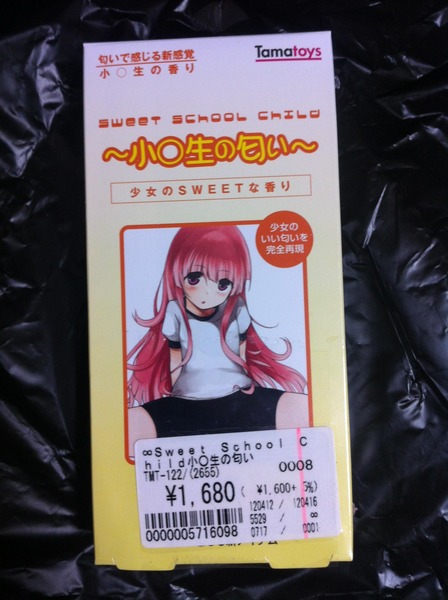 匂いで感じる新感覚
小○生の香り
Tamatoys
SWEET SCHOOL CHILD
～小○生の匂い～
少女のSWEETな香り
少女の
いい匂いを
完全再現
∞Sweet School C
hild小○生の匂い
TMT-122/(2655) 0008
¥1,680( ¥1,600+ 5%)
120412 / 120416
5529 / ∞
0717 / 0001
0000005716098